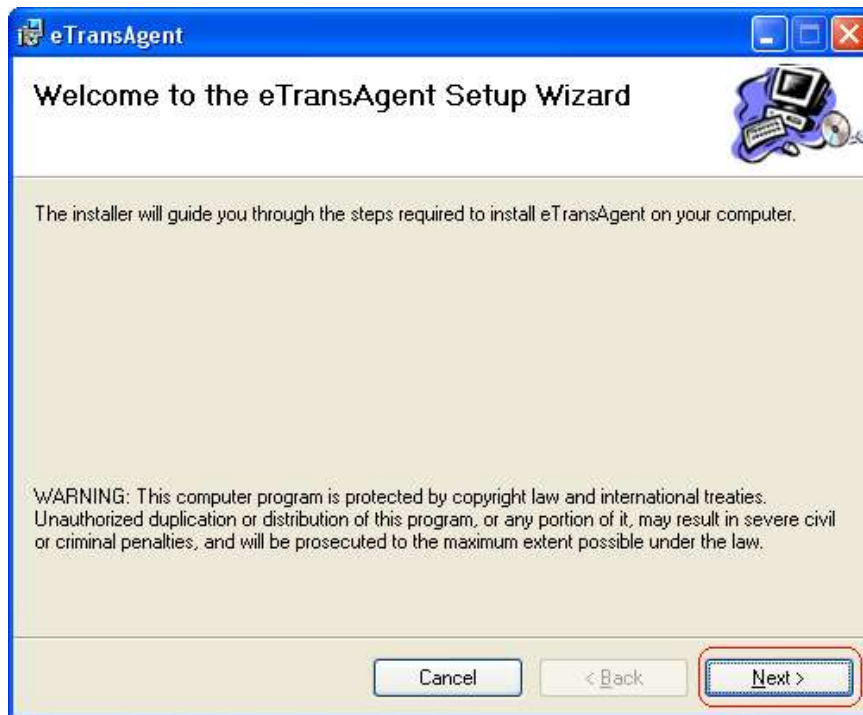 eTransAgent
Welcome to the eTransAgent Setup Wizard
The installer will guide you through the steps required to install eTransAgent on your computer.
WARNING: This computer program is protected by copyright law and international treaties.
Unauthorized duplication or distribution of this program, or any portion of it, may result in severe civil
or criminal penalties, and will be prosecuted to the maximum extent possible under the law.
Cancel < Back Next >